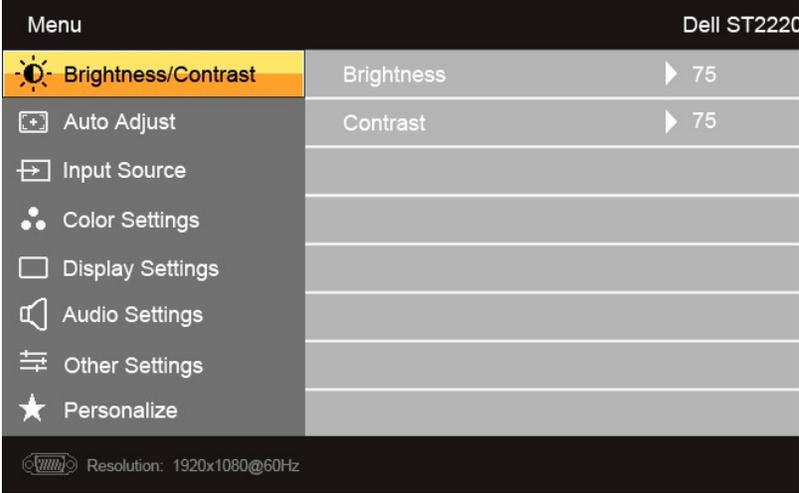 Menu Dell ST2220
Brightness/Contrast Brightness 75
Auto Adjust Contrast 75
Input Source
Color Settings
Display Settings
Audio Settings
Other Settings
Personalize
Resolution: 1920x1080@60Hz